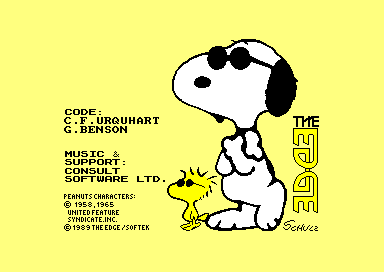 CODE:
C.F.URQUHART
G.BENSON
MUSIC &
SUPPORT:
CONSULT
SOFTWARE LTD.
PEANUTS CHARACTERS:
© 1958,1965
UNITED FEATURE
SYNDICATE,INC.
© 1989 THE EDGE/SOFTEK
THE
EDGE
SCHULZ